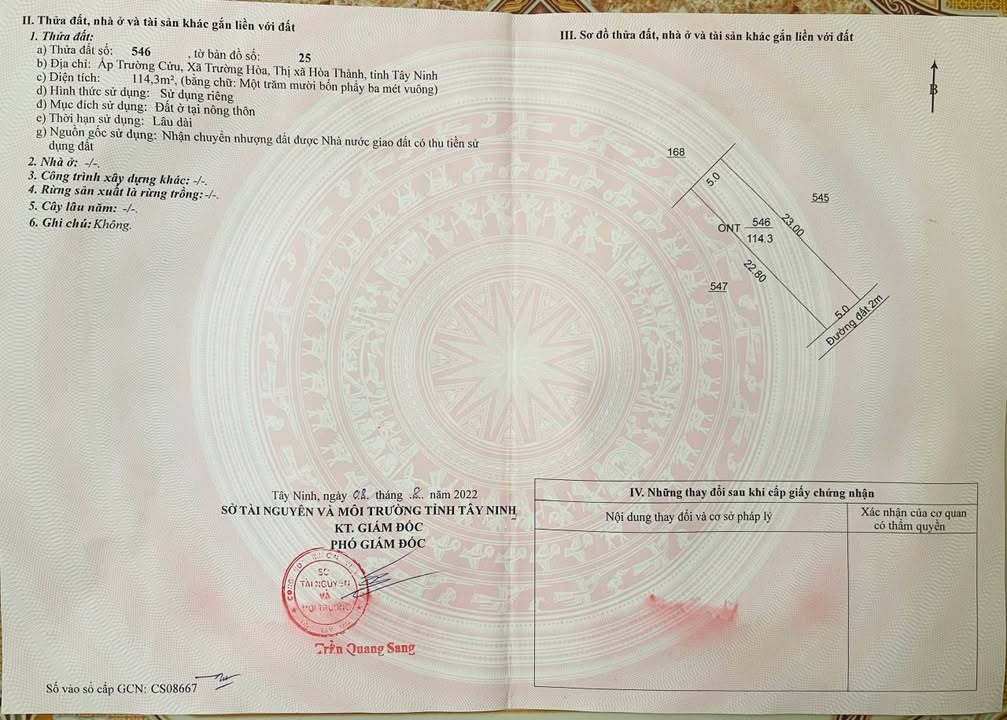 II. Thửa đất, nhà ở và tài sản khác gắn liền với đất
1. Thửa đất:
a) Thửa đất số: 546 , tờ bản đồ số: 25
b) Địa chỉ: Ấp Trường Cửu, Xã Trường Hòa, Thị xã Hòa Thành, tỉnh Tây Ninh
c) Diện tích: 114,3m², (bằng chữ: Một trăm mười bốn phẩy ba mét vuông)
d) Hình thức sử dụng: Sử dụng riêng
đ) Mục đích sử dụng: Đất ở tại nông thôn
e) Thời hạn sử dụng: Lâu dài
g) Nguồn gốc sử dụng: Nhận chuyển nhượng đất được Nhà nước giao đất có thu tiền sử
dụng đất
2. Nhà ở: -/-.
3. Công trình xây dựng khác: -/-.
4. Rừng sản xuất là rừng trồng: -/-.
5. Cây lâu năm: -/-.
6. Ghi chú: Không.
Tây Ninh, ngày 08 tháng 8 năm 2022
SỞ TÀI NGUYÊN VÀ MÔI TRƯỜNG TỈNH TÂY NINH
KT. GIÁM ĐỐC
PHÓ GIÁM ĐỐC
SỞ
TÀI NGUYÊN
VÀ
MÔI TRƯỜNG
Trần Quang Sang
Số vào sổ cấp GCN: CS08667
III. Sơ đồ thửa đất, nhà ở và tài sản khác gắn liền với đất
B
168
5.0
545
ONT 546
114.3
23.00
22.80
547
5.0
Đường đất 2m
IV. Những thay đổi sau khi cấp giấy chứng nhận
Nội dung thay đổi và cơ sở pháp lý
Xác nhận của cơ quan
có thẩm quyền